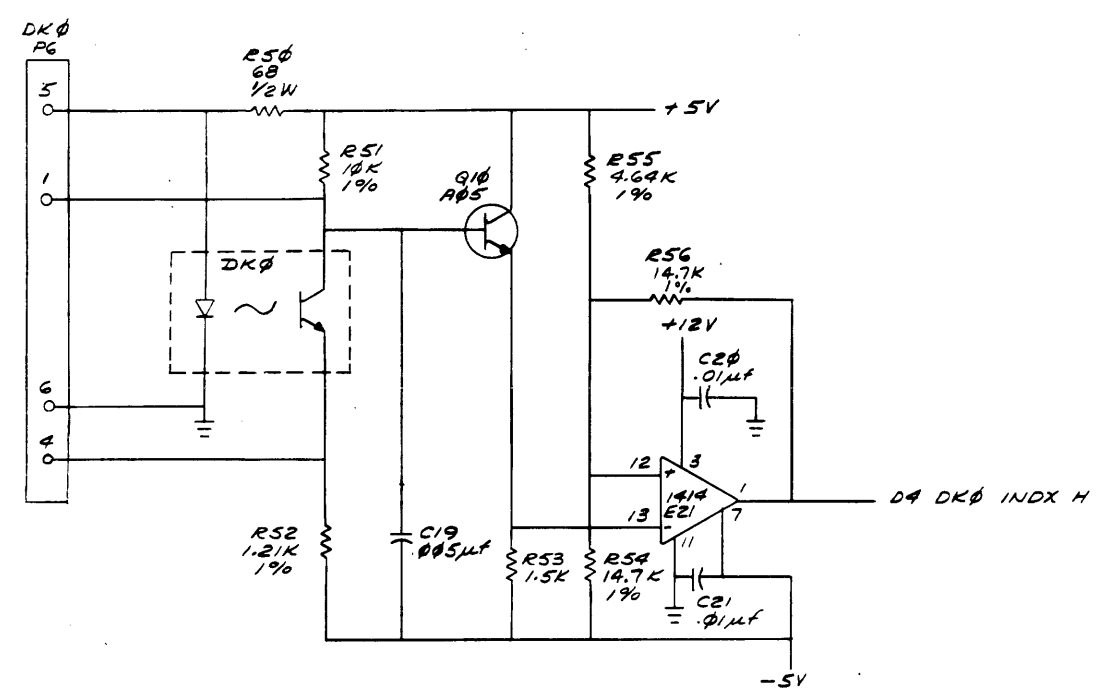 DKØ
P6
5
1
6
4
R5Ø
68
1/2W
+5V
R51
1ØK
1%
Q1Ø
AØ5
R55
4.64K
1%
DKØ
R56
14.7K
1%
+12V
C2Ø
.01µf
12
+
3
1
1414
E21
7
13
-
11
D4 DKØ INDX H
R52
1.21K
1%
C19
ØØ5µf
R53
1.5K
R54
14.7K
1%
C21
.Ø1µf
-5V